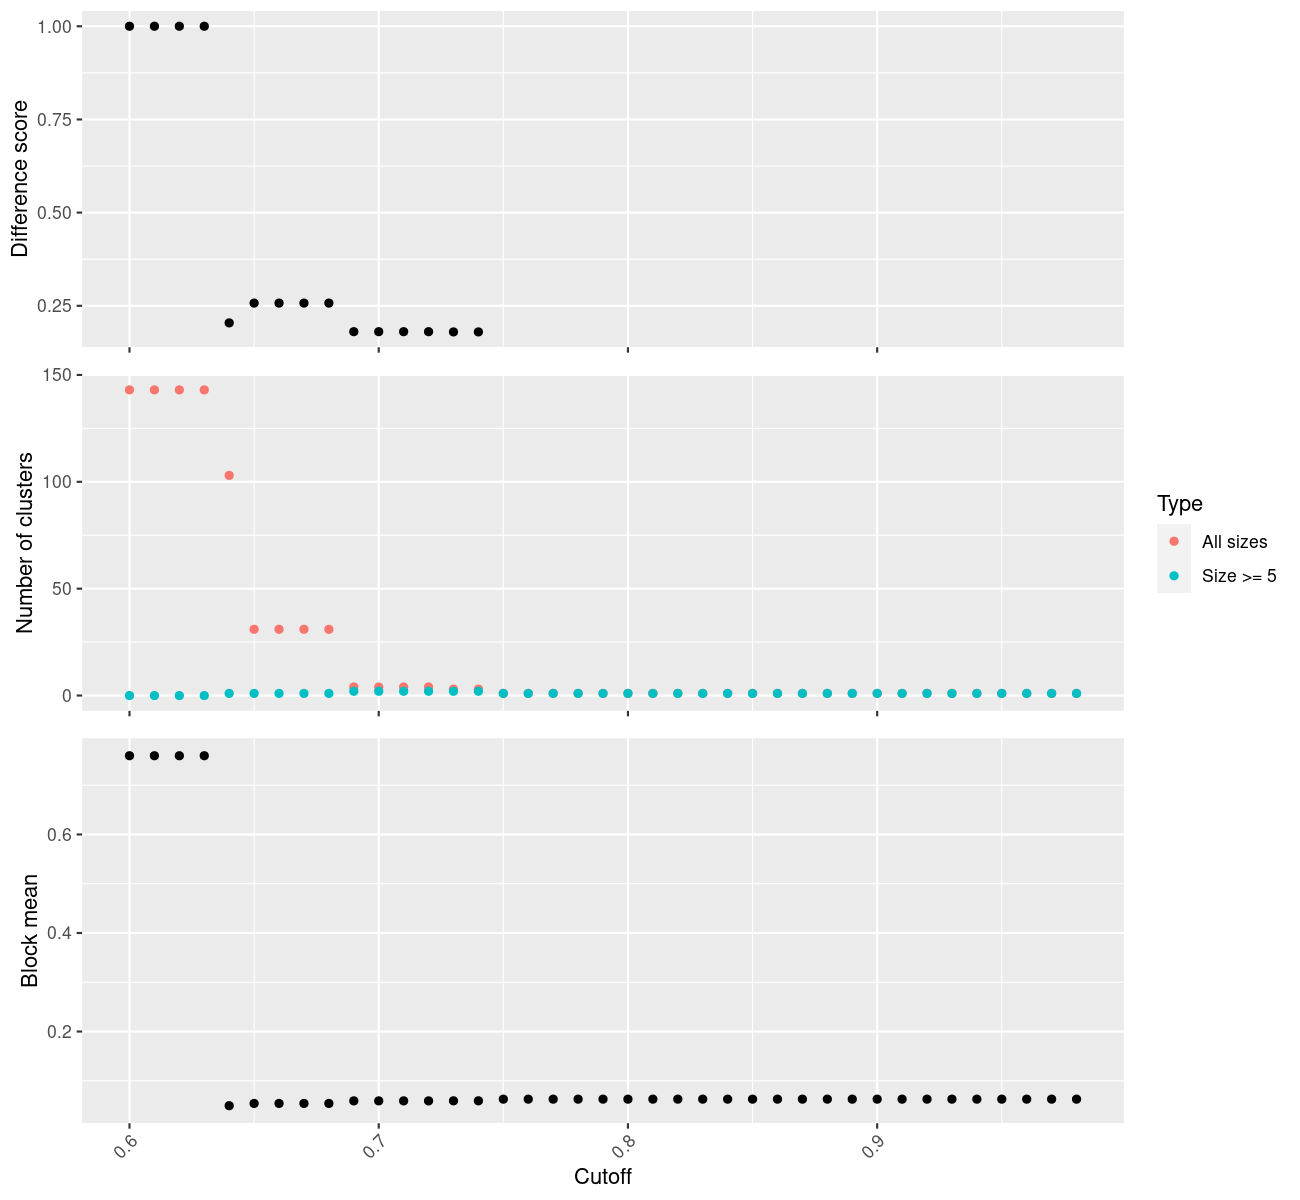 Difference score
1.00
0.75
0.50
0.25
Number of clusters
150
100
50
0
Type
All sizes
Size >= 5
Block mean
0.6
0.4
0.2
0.6
0.7
0.8
0.9
Cutoff